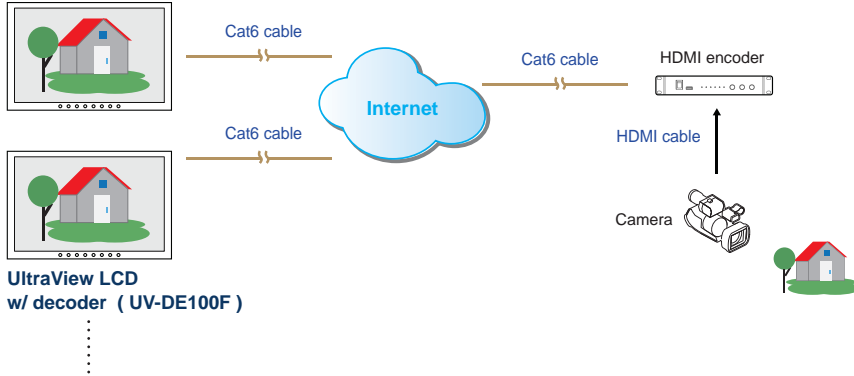 Cat6 cable
Cat6 cable
HDMI encoder
Internet
Cat6 cable
HDMI cable
Camera
UltraView LCD
w/ decoder ( UV-DE100F )